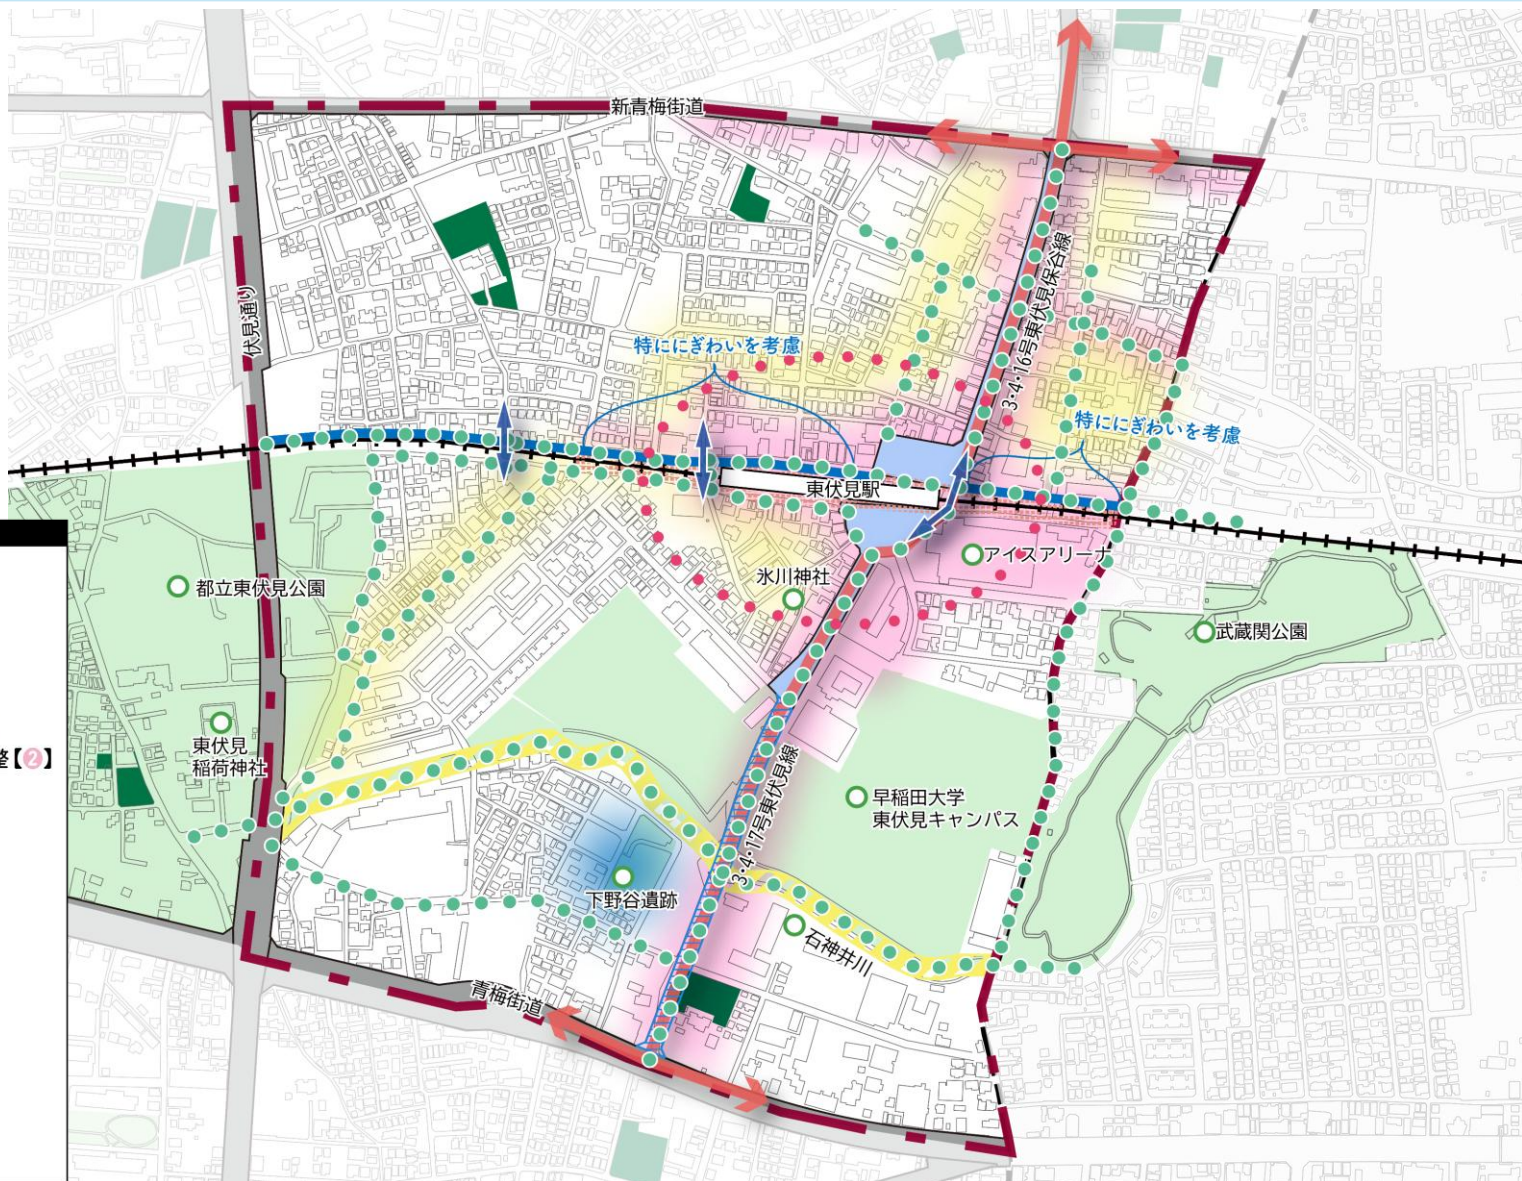 新青梅街道
伏見通り
3・4・16号東伏見保谷線
特ににぎわいを考慮
特ににぎわいを考慮
東伏見駅
アイスアリーナ
氷川神社
都立東伏見公園
武蔵関公園
東伏見
稲荷神社
整【2】
3・4・17号東伏見線
早稲田大学
東伏見キャンパス
下野谷遺跡
石神井川
青梅街道